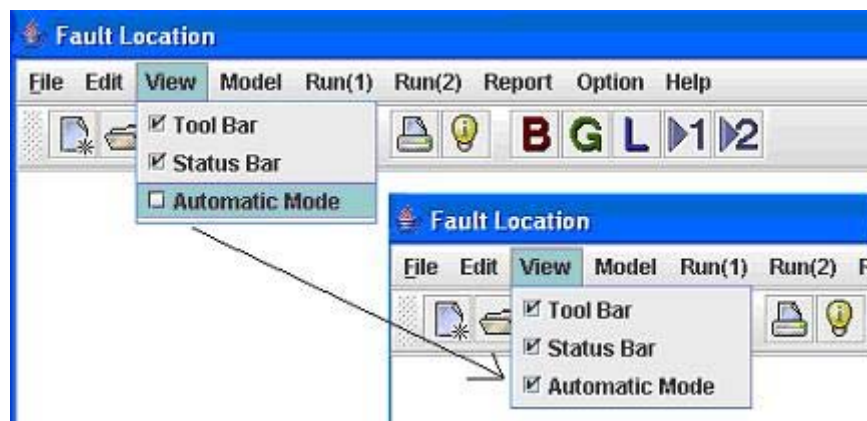 Fault Location
File Edit View Model Run(1) Run(2) Report Option Help
Tool Bar
Status Bar
Automatic Mode
B G L 1 2
Fault Location
File Edit View Model Run(1) Run(2)
Tool Bar
Status Bar
Automatic Mode